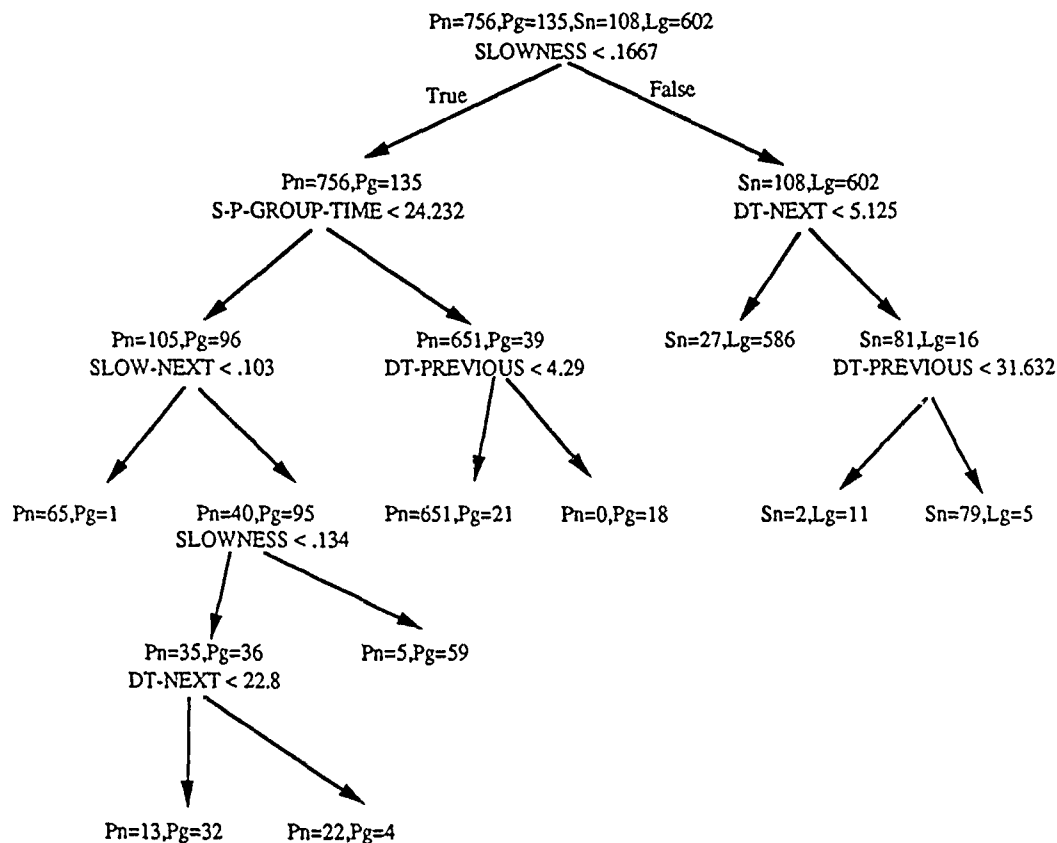 Pn=756,Pg=135,Sn=108,Lg=602
SLOWNESS < .1667
True
False
Pn=756,Pg=135
S-P-GROUP-TIME < 24.232
Sn=108,Lg=602
DT-NEXT < 5.125
Pn=105,Pg=96
SLOW-NEXT < .103
Pn=651,Pg=39
DT-PREVIOUS < 4.29
Sn=27,Lg=586
Sn=81,Lg=16
DT-PREVIOUS < 31.632
Pn=65,Pg=1
Pn=40,Pg=95
SLOWNESS < .134
Pn=651,Pg=21
Pn=0,Pg=18
Sn=2,Lg=11
Sn=79,Lg=5
Pn=35,Pg=36
DT-NEXT < 22.8
Pn=5,Pg=59
Pn=13,Pg=32
Pn=22,Pg=4